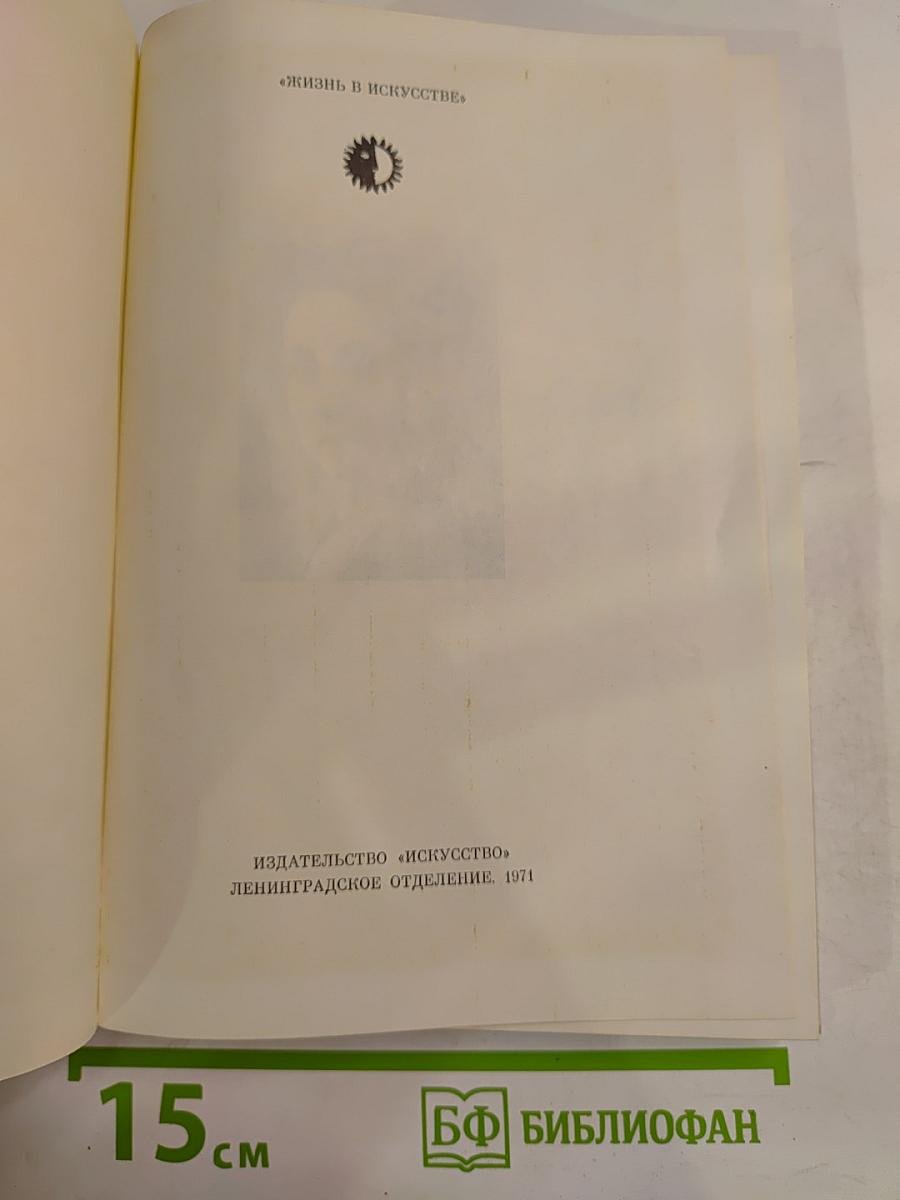 «ЖИЗНЬ В ИСКУССТВЕ»
ИЗДАТЕЛЬСТВО «ИСКУССТВО»
ЛЕНИНГРАДСКОЕ ОТДЕЛЕНИЕ. 1971
15 см
БФ БИБЛИОФАН